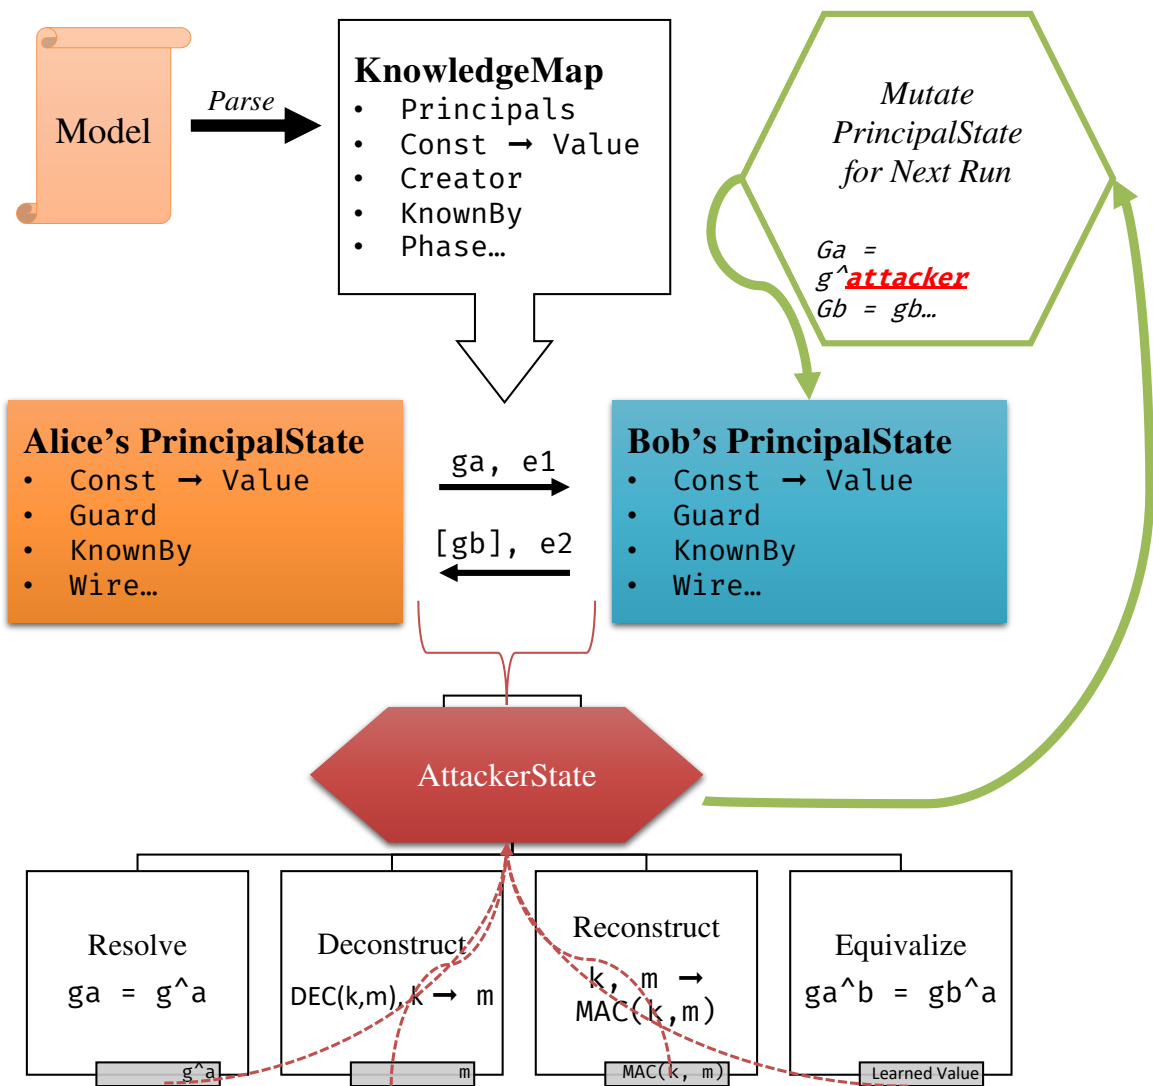 Model
Parse
KnowledgeMap
• Principals
• Const → Value
• Creator
• KnownBy
• Phase…
Mutate
PrincipalState
for Next Run
Ga =
g^attacker
Gb = gb…
Alice's PrincipalState
• Const → Value
• Guard
• KnownBy
• Wire…
ga, e1
[gb], e2
Bob's PrincipalState
• Const → Value
• Guard
• KnownBy
• Wire…
AttackerState
Resolve
ga = g^a
g^a
Deconstruct
DEC(k,m), k → m
m
Reconstruct
k, m →
MAC(k,m)
MAC(k, m)
Equivalize
ga^b = gb^a
Learned Value